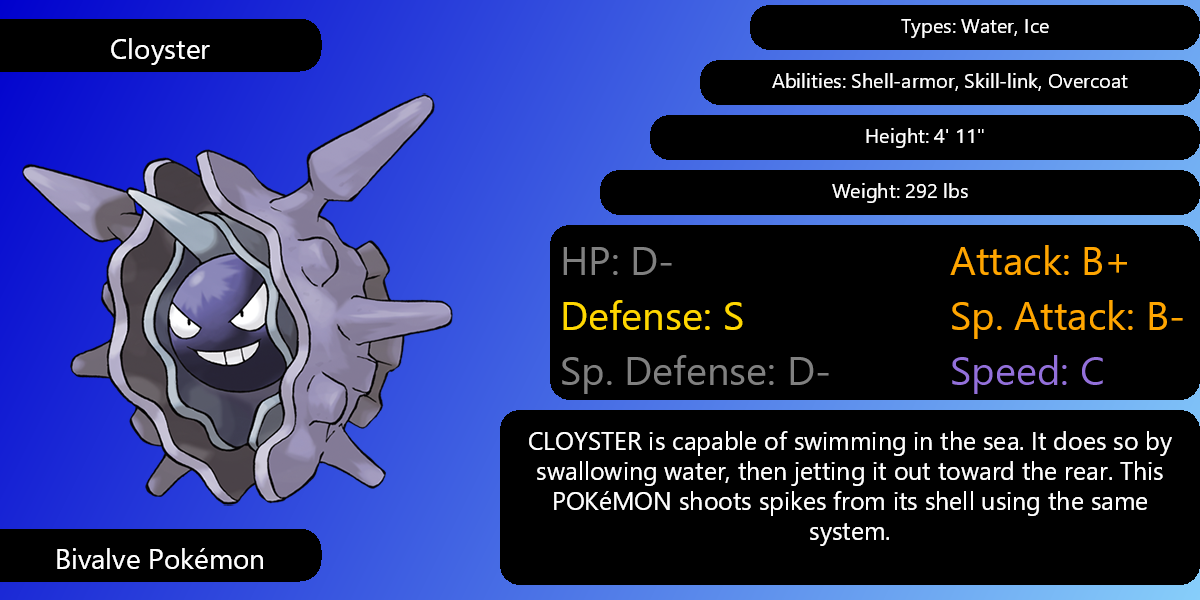 Cloyster
Types: Water, Ice
Abilities: Shell-armor, Skill-link, Overcoat
Height: 4' 11"
Weight: 292 lbs
HP: D-
Attack: B+
Defense: S
Sp. Attack: B-
Sp. Defense: D-
Speed: C
CLOYSTER is capable of swimming in the sea. It does so by
swallowing water, then jetting it out toward the rear. This
POKéMON shoots spikes from its shell using the same
system.
Bivalve Pokémon